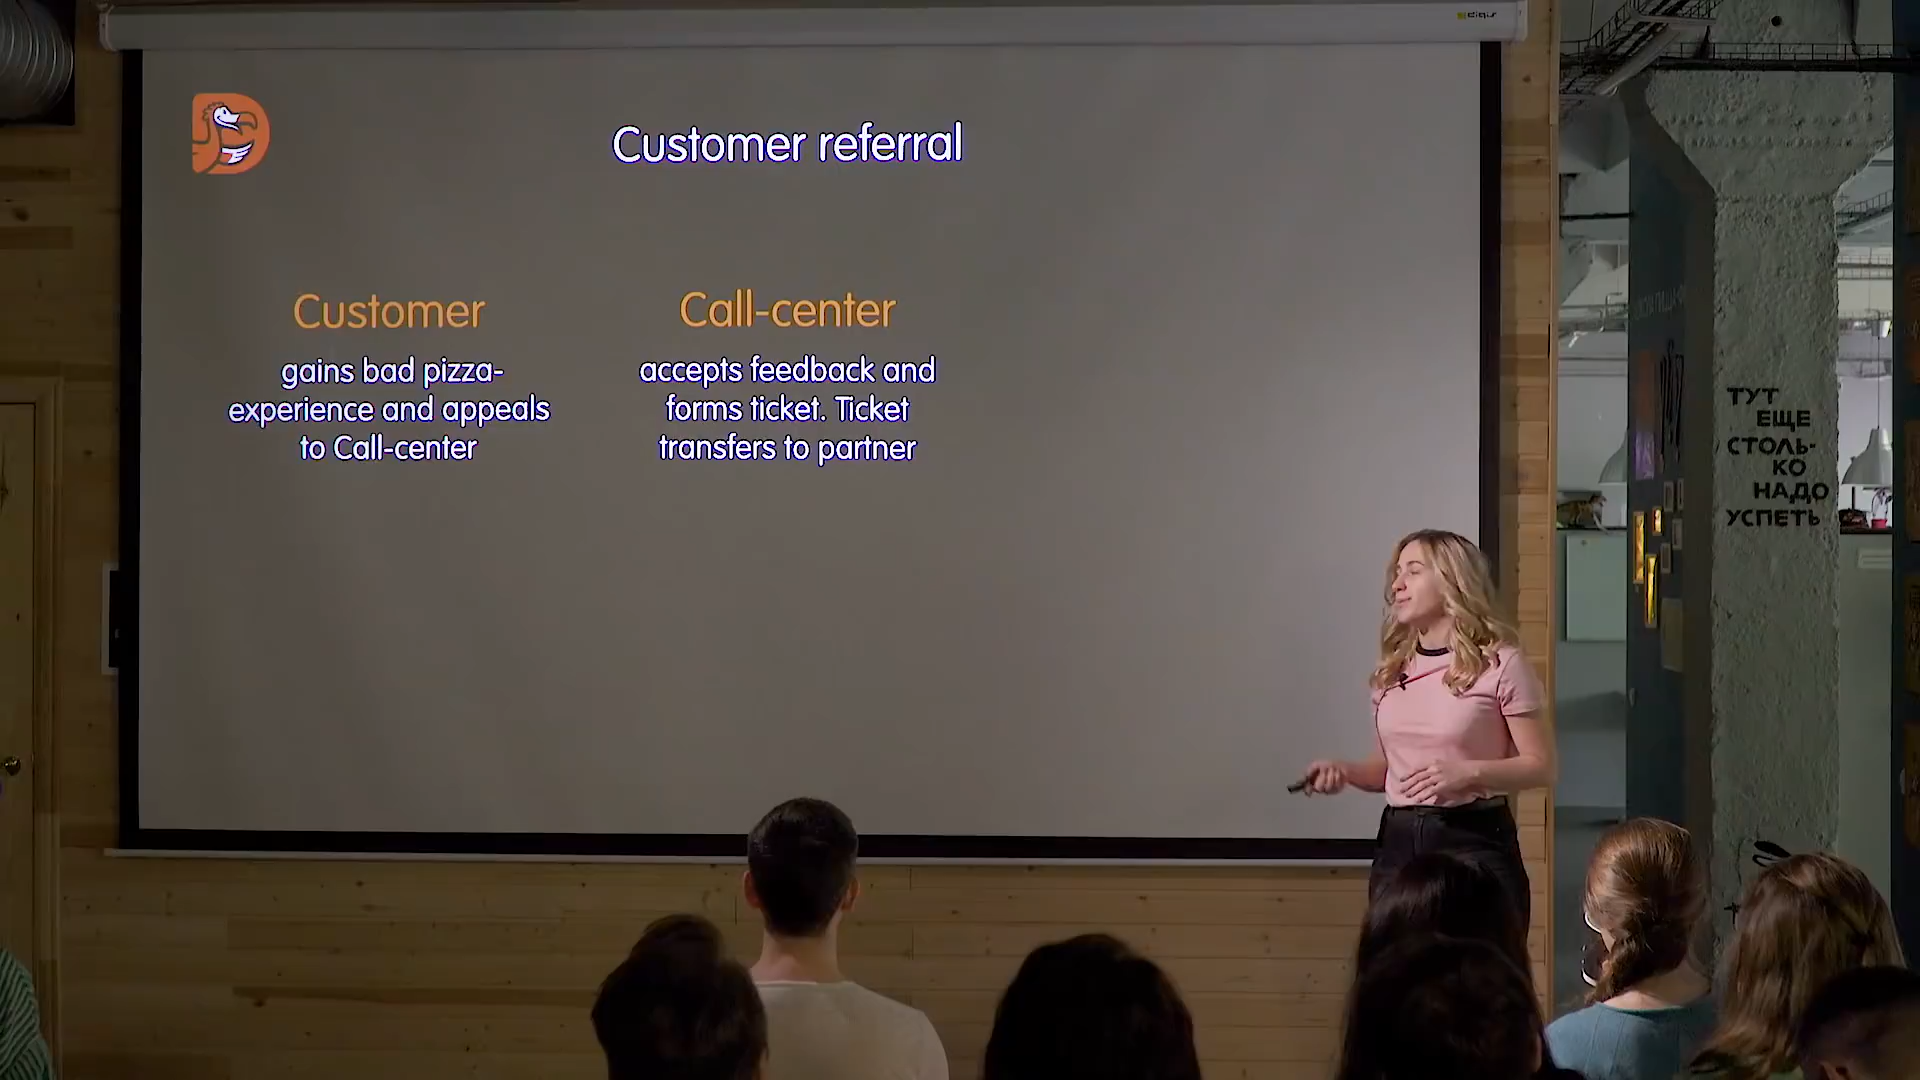 digis
Customer referral
Customer
gains bad pizza-
experience and appeals
to Call-center
Call-center
accepts feedback and
forms ticket. Ticket
transfers to partner
ТУТ
ЕЩЕ
СТОЛЬ-
КО
НАДО
УСПЕТЬ